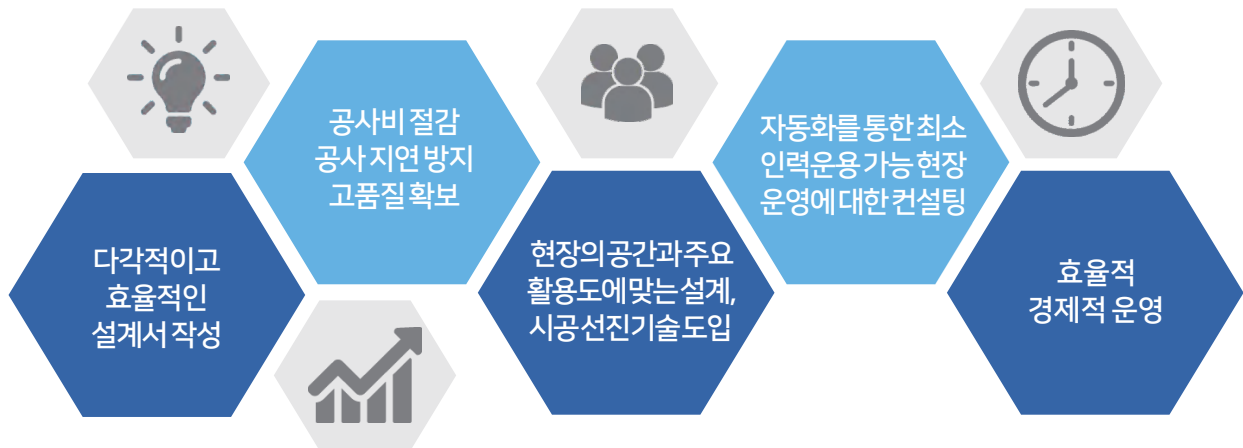 다각적이고
효율적인
설계서 작성
공사비 절감
공사 지연 방지
고품질 확보
현장의 공간과 주요
활용도에 맞는 설계,
시공 선진기술 도입
자동화를 통한 최소
인력운용 가능 현장
운영에 대한 컨설팅
효율적
경제적 운영